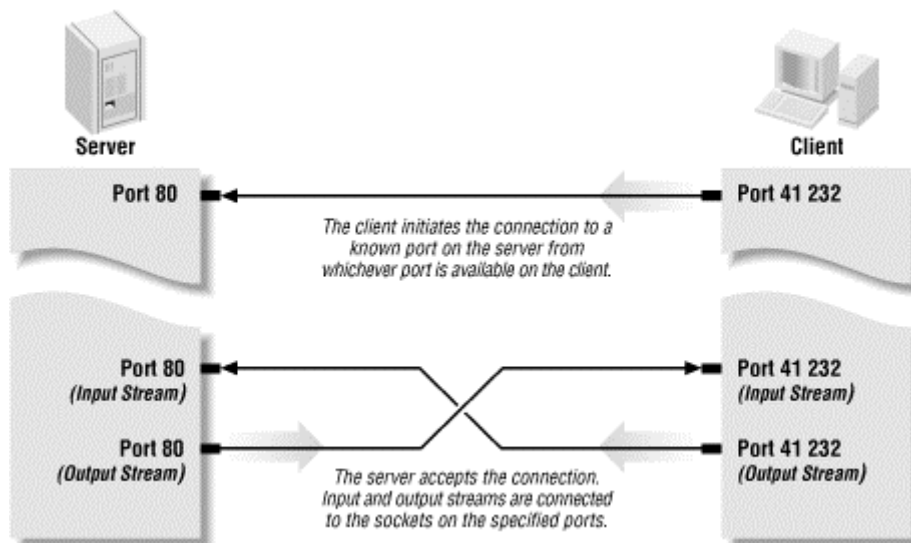 Server
Client
Port 80
Port 41 232
The client initiates the connection to a
known port on the server from
whichever port is available on the client.
Port 80
(Input Stream)
Port 41 232
(Input Stream)
Port 80
(Output Stream)
Port 41 232
(Output Stream)
The server accepts the connection.
Input and output streams are connected
to the sockets on the specified ports.